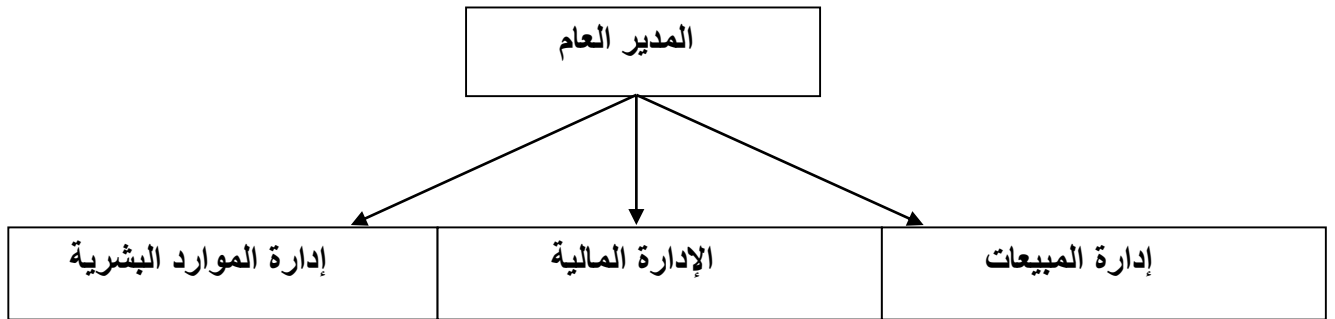 المدير العام
إدارة المبيعات
الإدارة المالية
إدارة الموارد البشرية